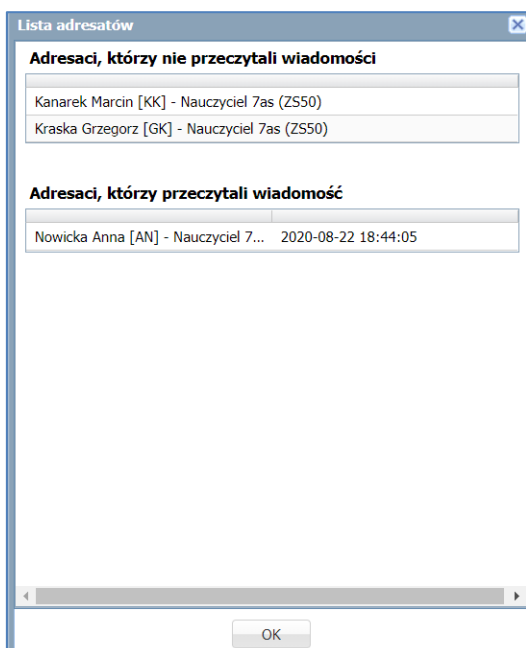 Lista adresatów
Adresaci, którzy nie przeczytali wiadomości
Kanarek Marcin [KK] - Nauczyciel 7as (ZS50)
Kraska Grzegorz [GK] - Nauczyciel 7as (ZS50)
Adresaci, którzy przeczytali wiadomość
Nowicka Anna [AN] - Nauczyciel 7... 2020-08-22 18:44:05
OK